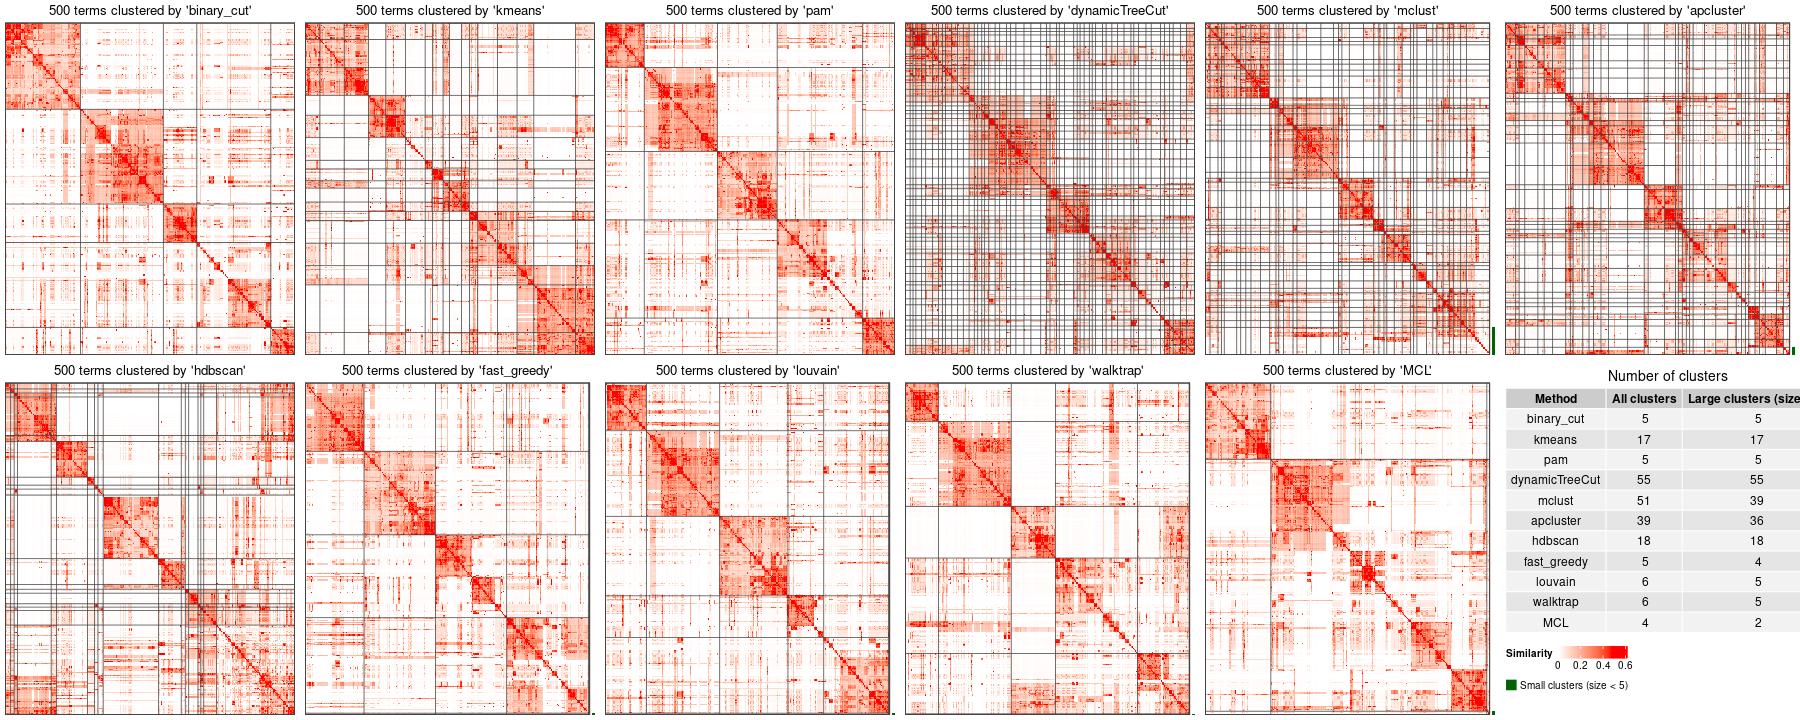 500 terms clustered by 'binary_cut'
500 terms clustered by 'kmeans'
500 terms clustered by 'pam'
500 terms clustered by 'dynamicTreeCut'
500 terms clustered by 'mclust'
500 terms clustered by 'apcluster'
500 terms clustered by 'hdbscan'
500 terms clustered by 'fast_greedy'
500 terms clustered by 'louvain'
500 terms clustered by 'walktrap'
500 terms clustered by 'MCL'
Number of clusters
Method All clusters Large clusters (size
binary_cut 5 5
kmeans 17 17
pam 5 5
dynamicTreeCut 55 55
mclust 51 39
apcluster 39 36
hdbscan 18 18
fast_greedy 5 4
louvain 6 5
walktrap 6 5
MCL 4 2
Similarity
0 0.2 0.4 0.6
Small clusters (size < 5)